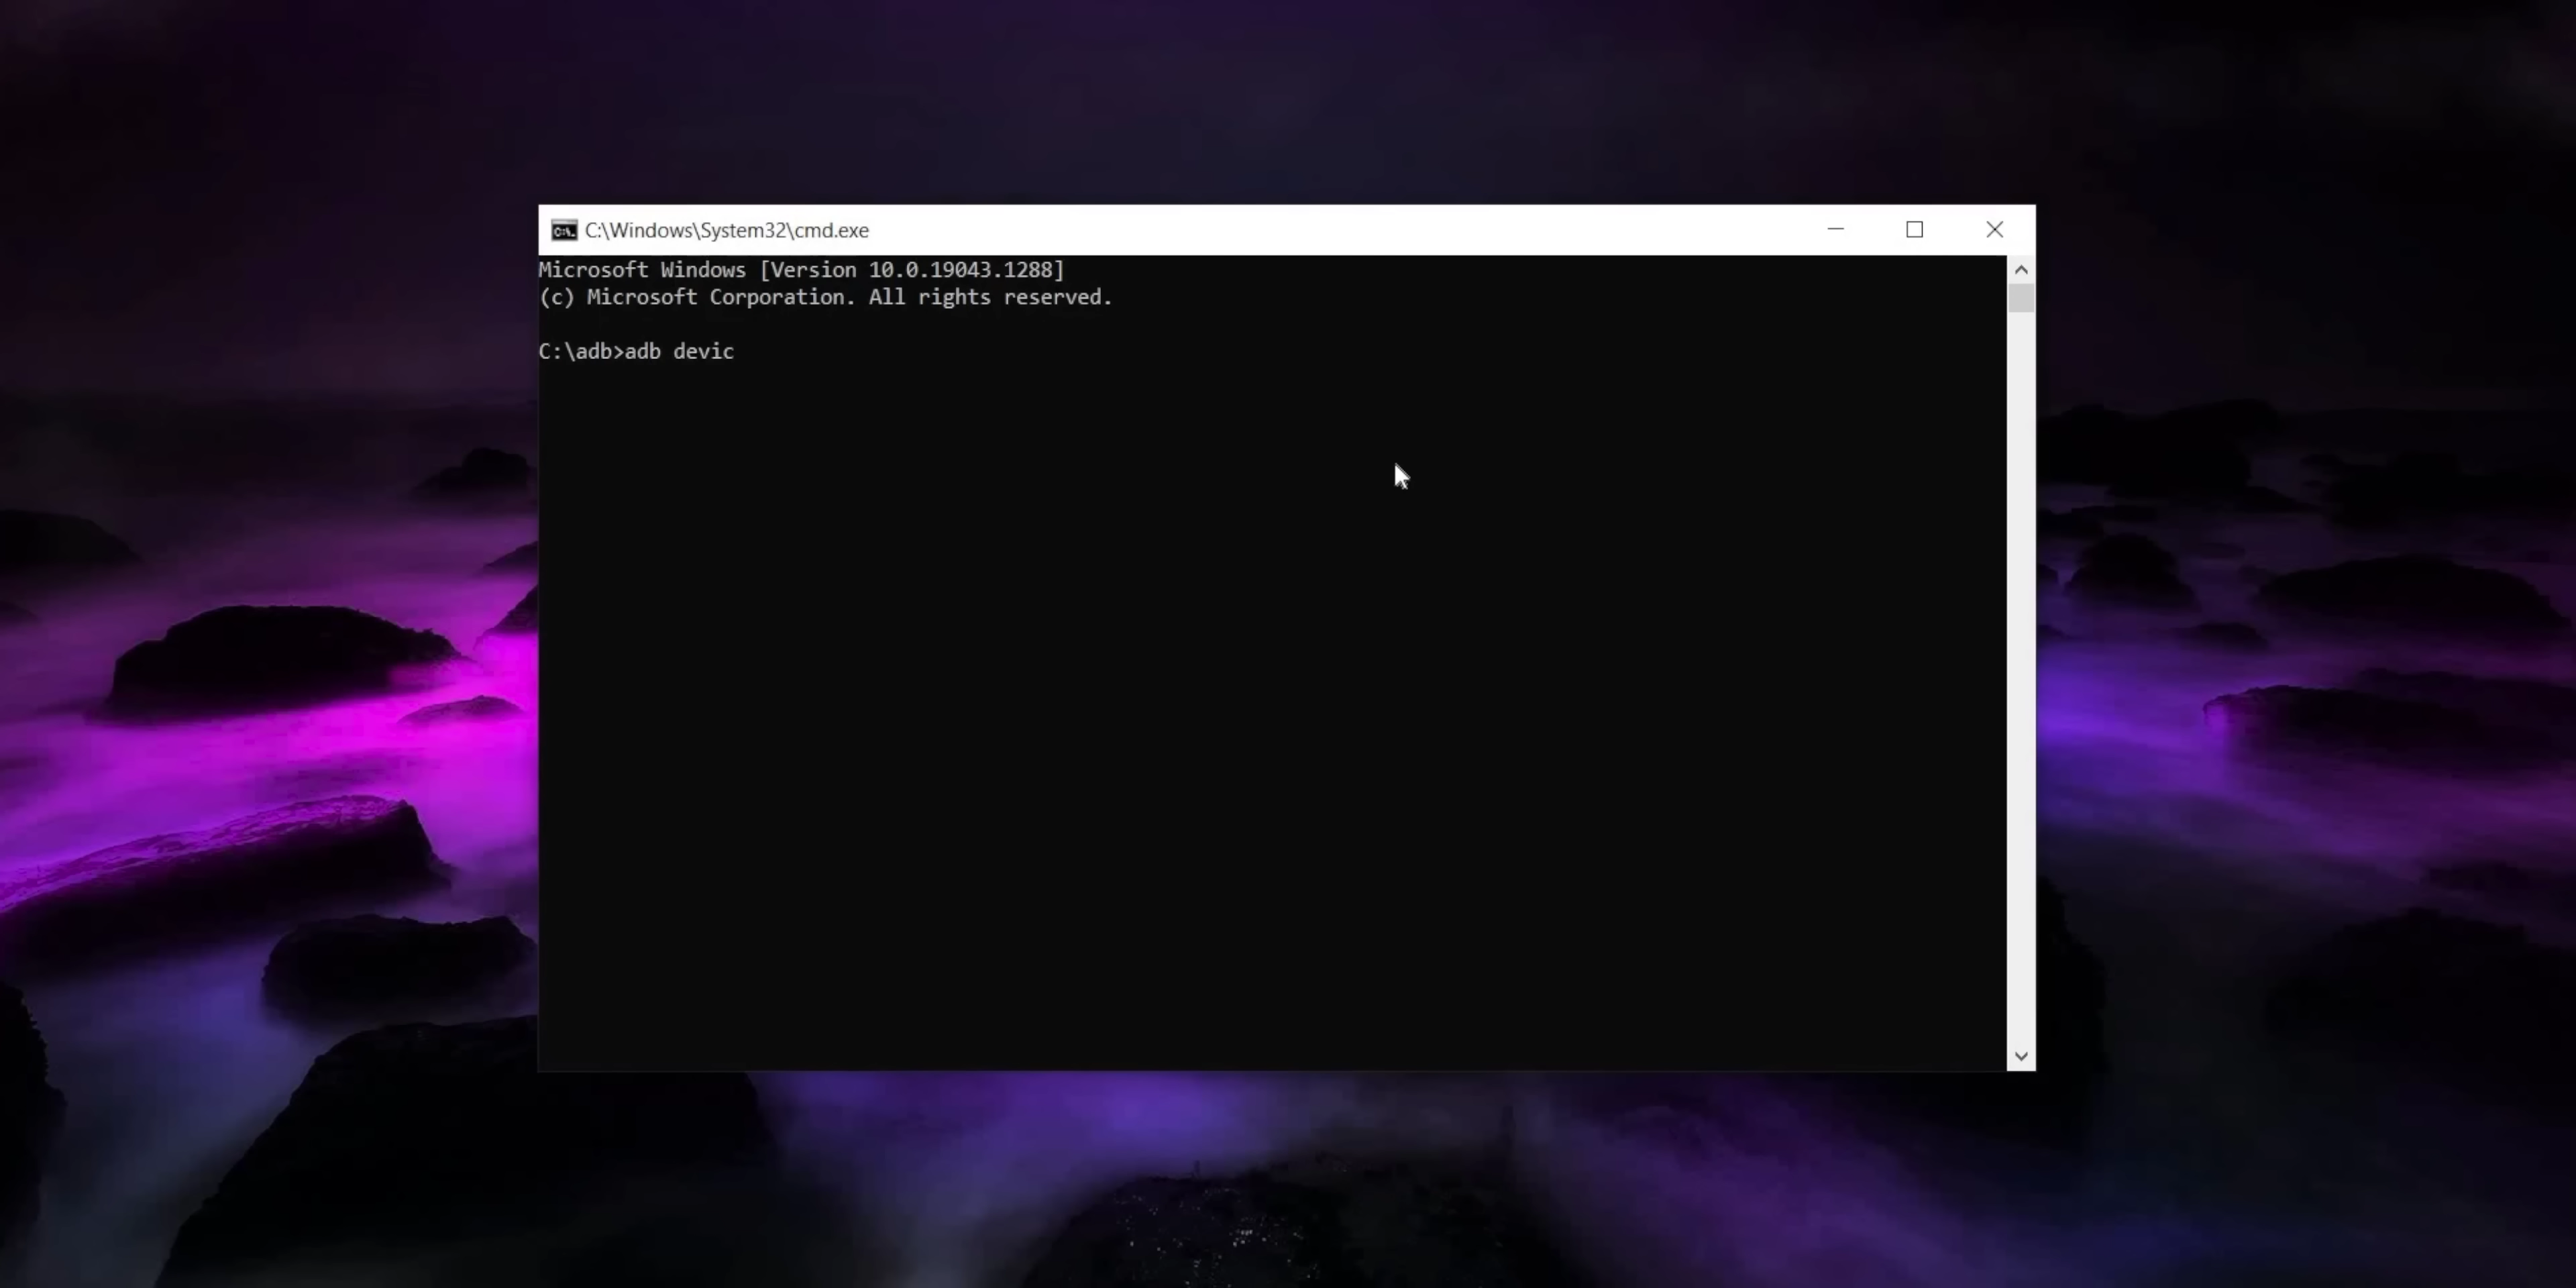 C:\Windows\System32\cmd.exe
Microsoft Windows [Version 10.0.19043.1288]
(c) Microsoft Corporation. All rights reserved.
C:\adb>adb devic